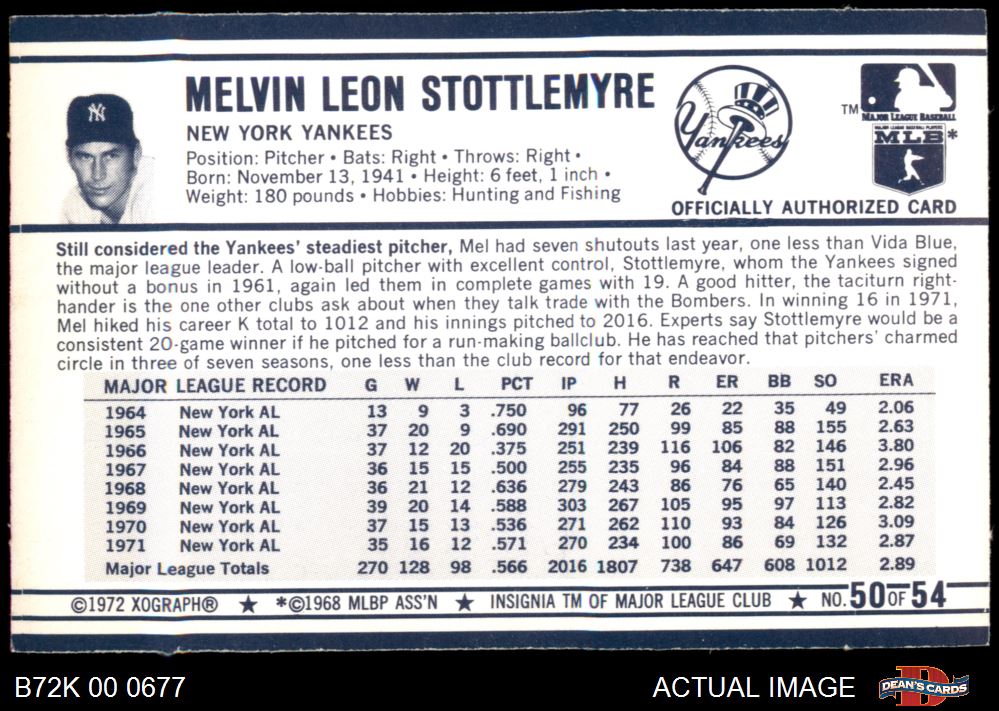 MELVIN LEON STOTTLEMYRE
NEW YORK YANKEES
Position: Pitcher • Bats: Right • Throws: Right •
Born: November 13, 1941 • Height: 6 feet, 1 inch •
Weight: 180 pounds • Hobbies: Hunting and Fishing
NY
Yankees
TM
MAJOR LEAGUE BASEBALL
MAJOR LEAGUE BASEBALL PLAYERS
MLB*
OFFICIALLY AUTHORIZED CARD
Still considered the Yankees' steadiest pitcher, Mel had seven shutouts last year, one less than Vida Blue,
the major league leader. A low-ball pitcher with excellent control, Stottlemyre, whom the Yankees signed
without a bonus in 1961, again led them in complete games with 19. A good hitter, the taciturn right-
hander is the one other clubs ask about when they talk trade with the Bombers. In winning 16 in 1971,
Mel hiked his career K total to 1012 and his innings pitched to 2016. Experts say Stottlemyre would be a
consistent 20-game winner if he pitched for a run-making ballclub. He has reached that pitchers' charmed
circle in three of seven seasons, one less than the club record for that endeavor.
MAJOR LEAGUE RECORD G W L PCT IP H R ER BB SO ERA
1964 New York AL 13 9 3 .750 96 77 26 22 35 49 2.06
1965 New York AL 37 20 9 .690 291 250 99 85 88 155 2.63
1966 New York AL 37 12 20 .375 251 239 116 106 82 146 3.80
1967 New York AL 36 15 15 .500 255 235 96 84 88 151 2.96
1968 New York AL 36 21 12 .636 279 243 86 76 65 140 2.45
1969 New York AL 39 20 14 .588 303 267 105 95 97 113 2.82
1970 New York AL 37 15 13 .536 271 262 110 93 84 126 3.09
1971 New York AL 35 16 12 .571 270 234 100 86 69 132 2.87
Major League Totals 270 128 98 .566 2016 1807 738 647 608 1012 2.89
©1972 XOGRAPH® ★ *©1968 MLBP ASS'N ★ INSIGNIA TM OF MAJOR LEAGUE CLUB ★ NO. 50 OF 54
B72K 00 0677
ACTUAL IMAGE
DEAN'S CARDS